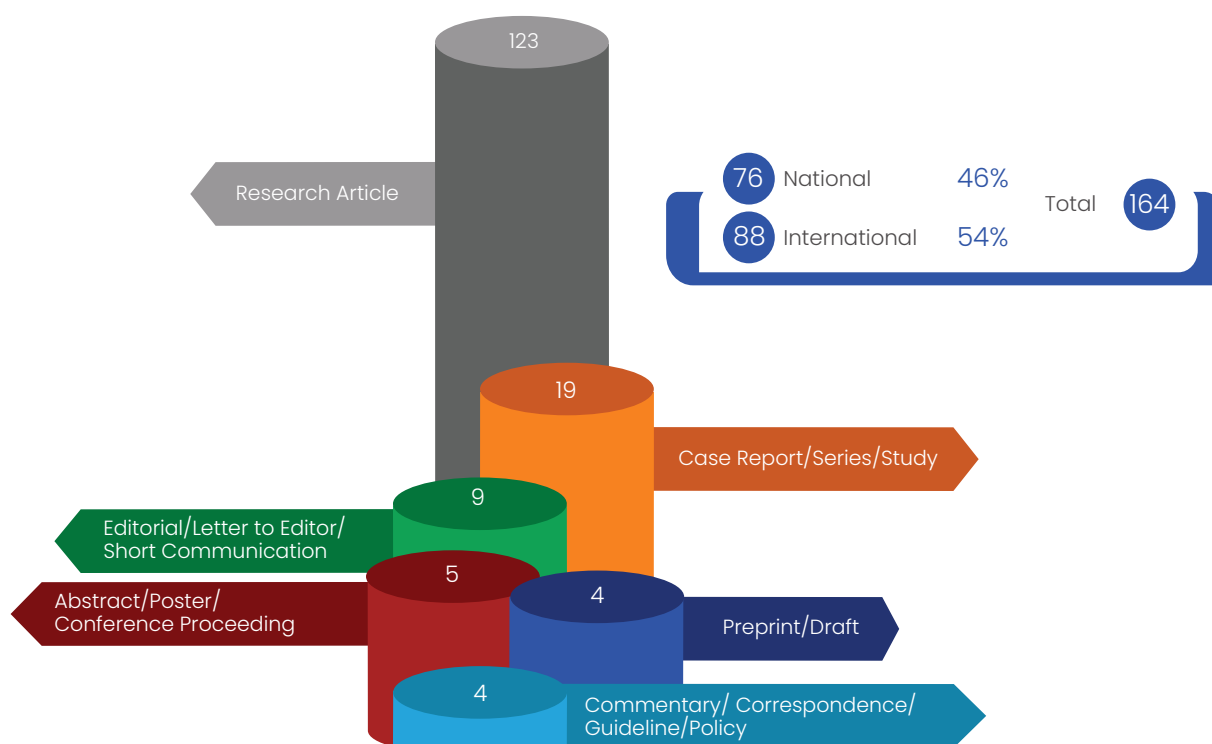 123
Research Article
76 National 46%
88 International 54%
Total 164
19
Case Report/Series/Study
9
Editorial/Letter to Editor/
Short Communication
5
Abstract/Poster/
Conference Proceeding
4
Preprint/Draft
4
Commentary/ Correspondence/
Guideline/Policy